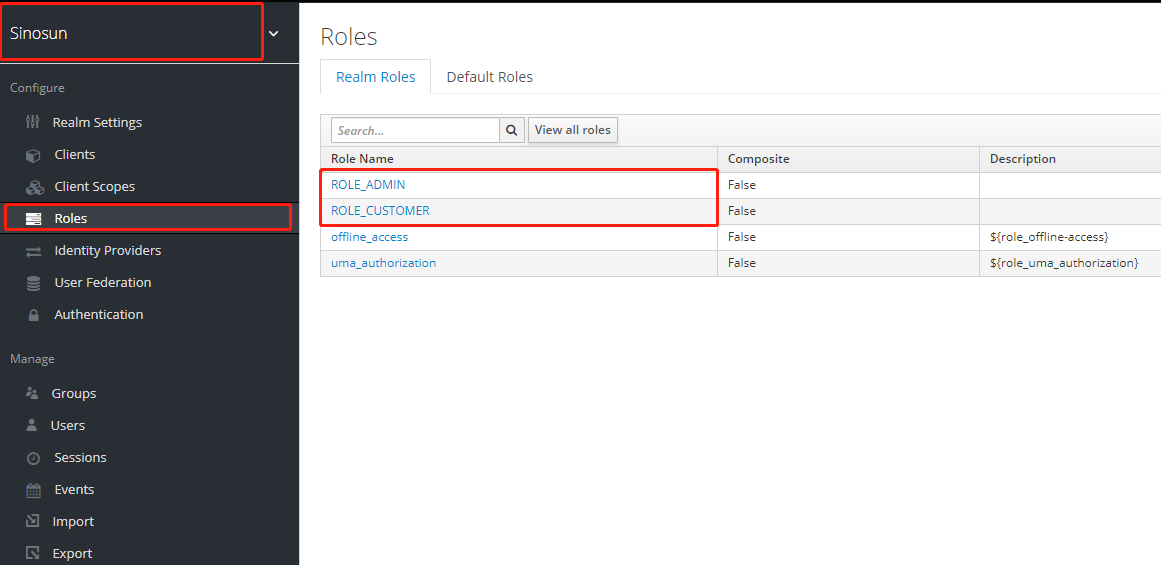 Sinosun
Configure
Realm Settings
Clients
Client Scopes
Roles
Identity Providers
User Federation
Authentication
Manage
Groups
Users
Sessions
Events
Import
Export
Roles
Realm Roles Default Roles
Search... View all roles
Role Name Composite Description
ROLE_ADMIN False
ROLE_CUSTOMER False
offline_access False ${role_offline-access}
uma_authorization False ${role_uma_authorization}